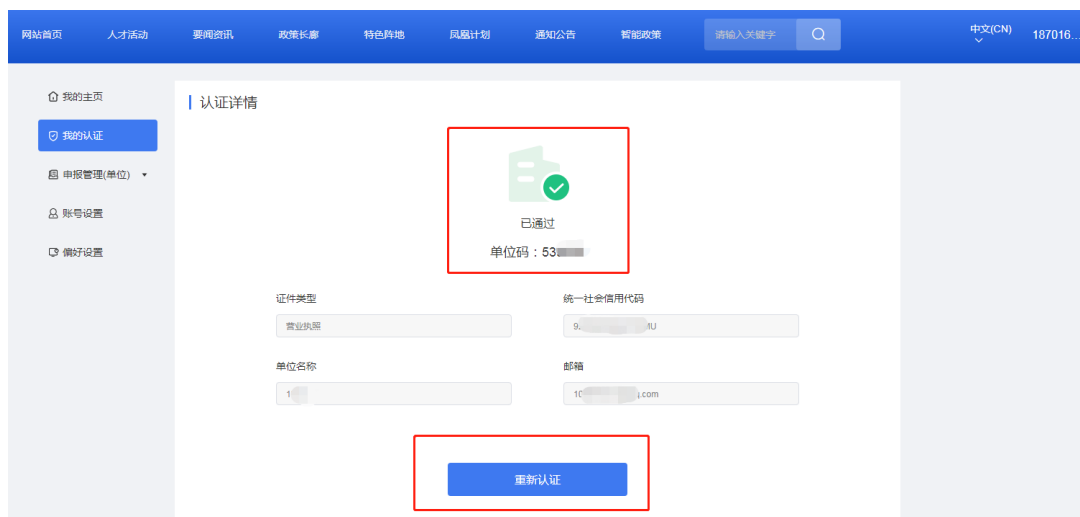 网站首页 人才活动 要闻资讯 政策长廊 特色阵地 凤凰计划 通知公告 智能政策 请输入关键字 中文(CN) 187016...
我的主页
认证详情
我的认证
申报管理(单位)
账号设置
偏好设置
已通过
单位码：53
证件类型 统一社会信用代码
营业执照 9 MU
单位名称 邮箱
1 10 .com
重新认证